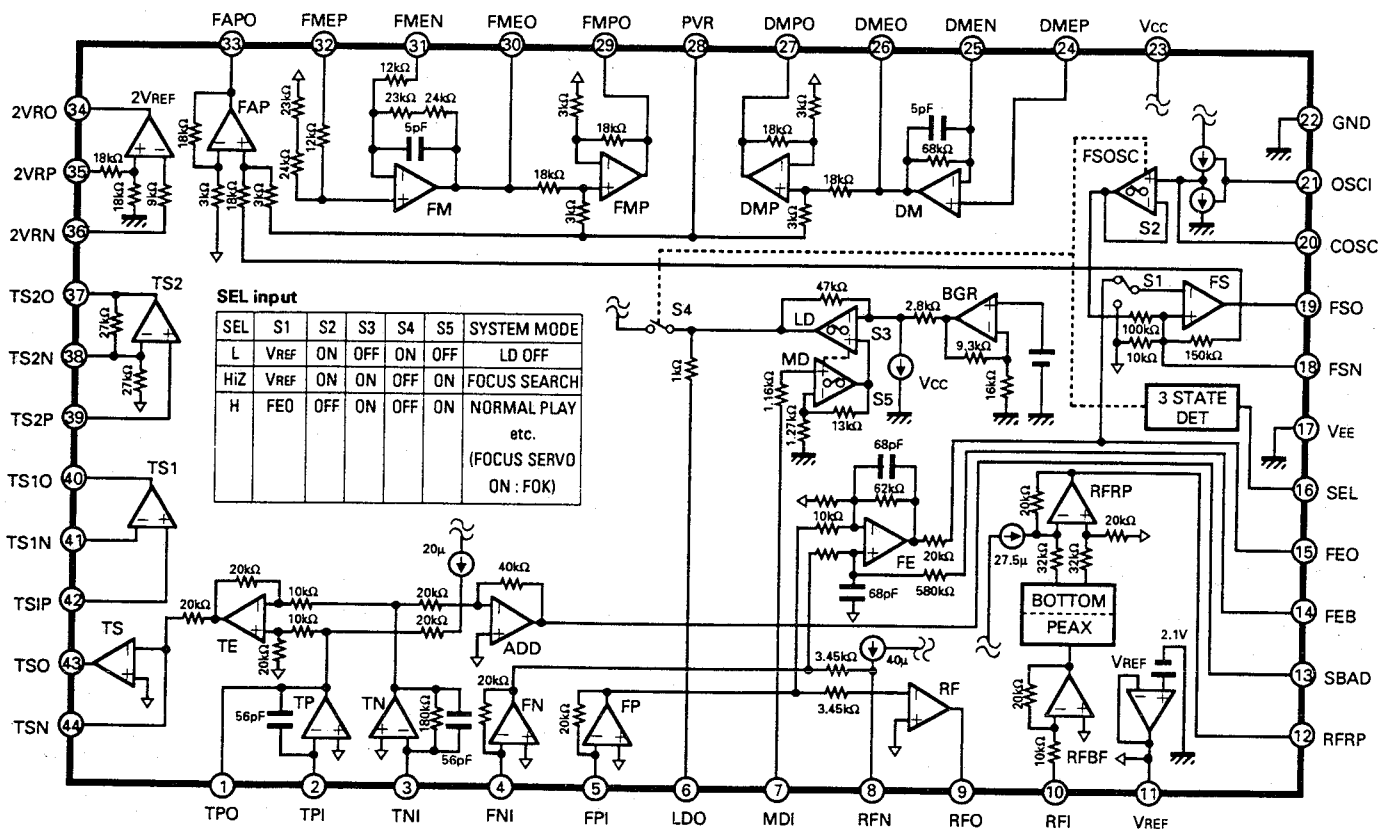 FAPO FMEP FMEN FMEO FMPO PVR DMPO DMEO DMEN DMEP Vcc
33 32 31 30 29 28 27 26 25 24 23
34 2VRO
35 2VRP
36 2VRN
37 TS2O
38 TS2N
39 TS2P
40 TS1O
41 TS1N
42 TSIP
43 TSO
44 TSN
22 GND
21 OSCI
20 COSC
19 FSO
18 FSN
17 VEE
16 SEL
15 FEO
14 FEB
13 SBAD
12 RFRP
2VREF
18kΩ
18kΩ
9kΩ
FAP
18kΩ
3kΩ
18kΩ
3kΩ
23kΩ
24kΩ
12kΩ
12kΩ
23kΩ 24kΩ
5pF
FM
18kΩ
3kΩ
3kΩ
18kΩ
FMP
3kΩ
18kΩ
DMP
18kΩ
3kΩ
5pF
68kΩ
DM
FSOSC
S2
S1
FS
100kΩ
10kΩ
150kΩ
3 STATE
DET
TS2
27kΩ
27kΩ
TS1
SEL input
SEL S1 S2 S3 S4 S5 SYSTEM MODE
L VREF ON OFF ON OFF LD OFF
HiZ VREF ON ON OFF ON FOCUS SEARCH
H FEO OFF ON OFF ON NORMAL PLAY
etc.
(FOCUS SERVO
ON : FOK)
S4
1kΩ
47kΩ
LD
S3
2.8kΩ
BGR
9.3kΩ
16kΩ
Vcc
MD
S5
1.16kΩ
1.27kΩ
13kΩ
68pF
62kΩ
10kΩ
FE
20kΩ
580kΩ
68pF
20kΩ
RFRP
20kΩ
27.5μ
32kΩ
32kΩ
BOTTOM
PEAX
20kΩ
10kΩ
RFBF
VREF
2.1V
20μ
20kΩ
20kΩ
10kΩ
10kΩ
TE
20kΩ
20kΩ
20kΩ
40kΩ
ADD
TS
56pF
TP
TN
180kΩ
56pF
20kΩ
FN
20kΩ
FP
3.45kΩ
3.45kΩ
40μ
RF
1 2 3 4 5 6 7 8 9 10 11
TPO TPI TNI FNI FPI LDO MDI RFN RFO RFI VREF